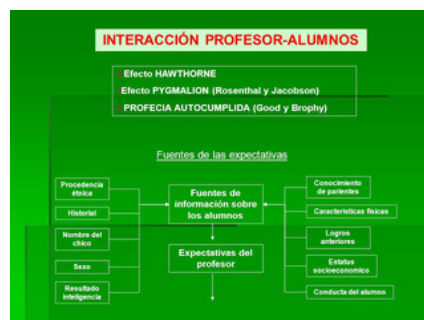 INTERACCIÓN PROFESOR-ALUMNOS
Efecto HAWTHORNE
Efecto PYGMALION (Rosenthal y Jacobson)
PROFECIA AUTOCUMPLIDA (Good y Brophy)
Fuentes de las expectativas
Procedencia
étnica
Historial
Nombre del
chico
Sexo
Resultado
inteligencia
Fuentes de
información sobre
los alumnos
Expectativas del
profesor
Conocimiento
de parientes
Características físicas
Logros
anteriores
Estatus
socioeconomico
Conducta del alumno